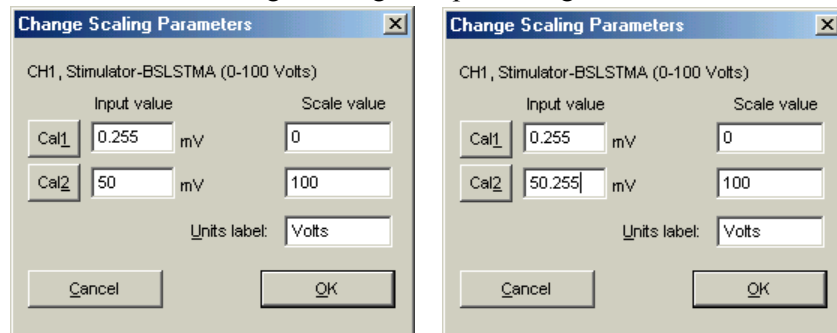 Change Scaling Parameters
CH1, Stimulator-BSLSTMA (0-100 Volts)
Input value Scale value
Cal1 0.255 mV 0
Cal2 50 mV 100
Units label: Volts
Cancel OK
Change Scaling Parameters
CH1, Stimulator-BSLSTMA (0-100 Volts)
Input value Scale value
Cal1 0.255 mV 0
Cal2 50.255 mV 100
Units label: Volts
Cancel OK